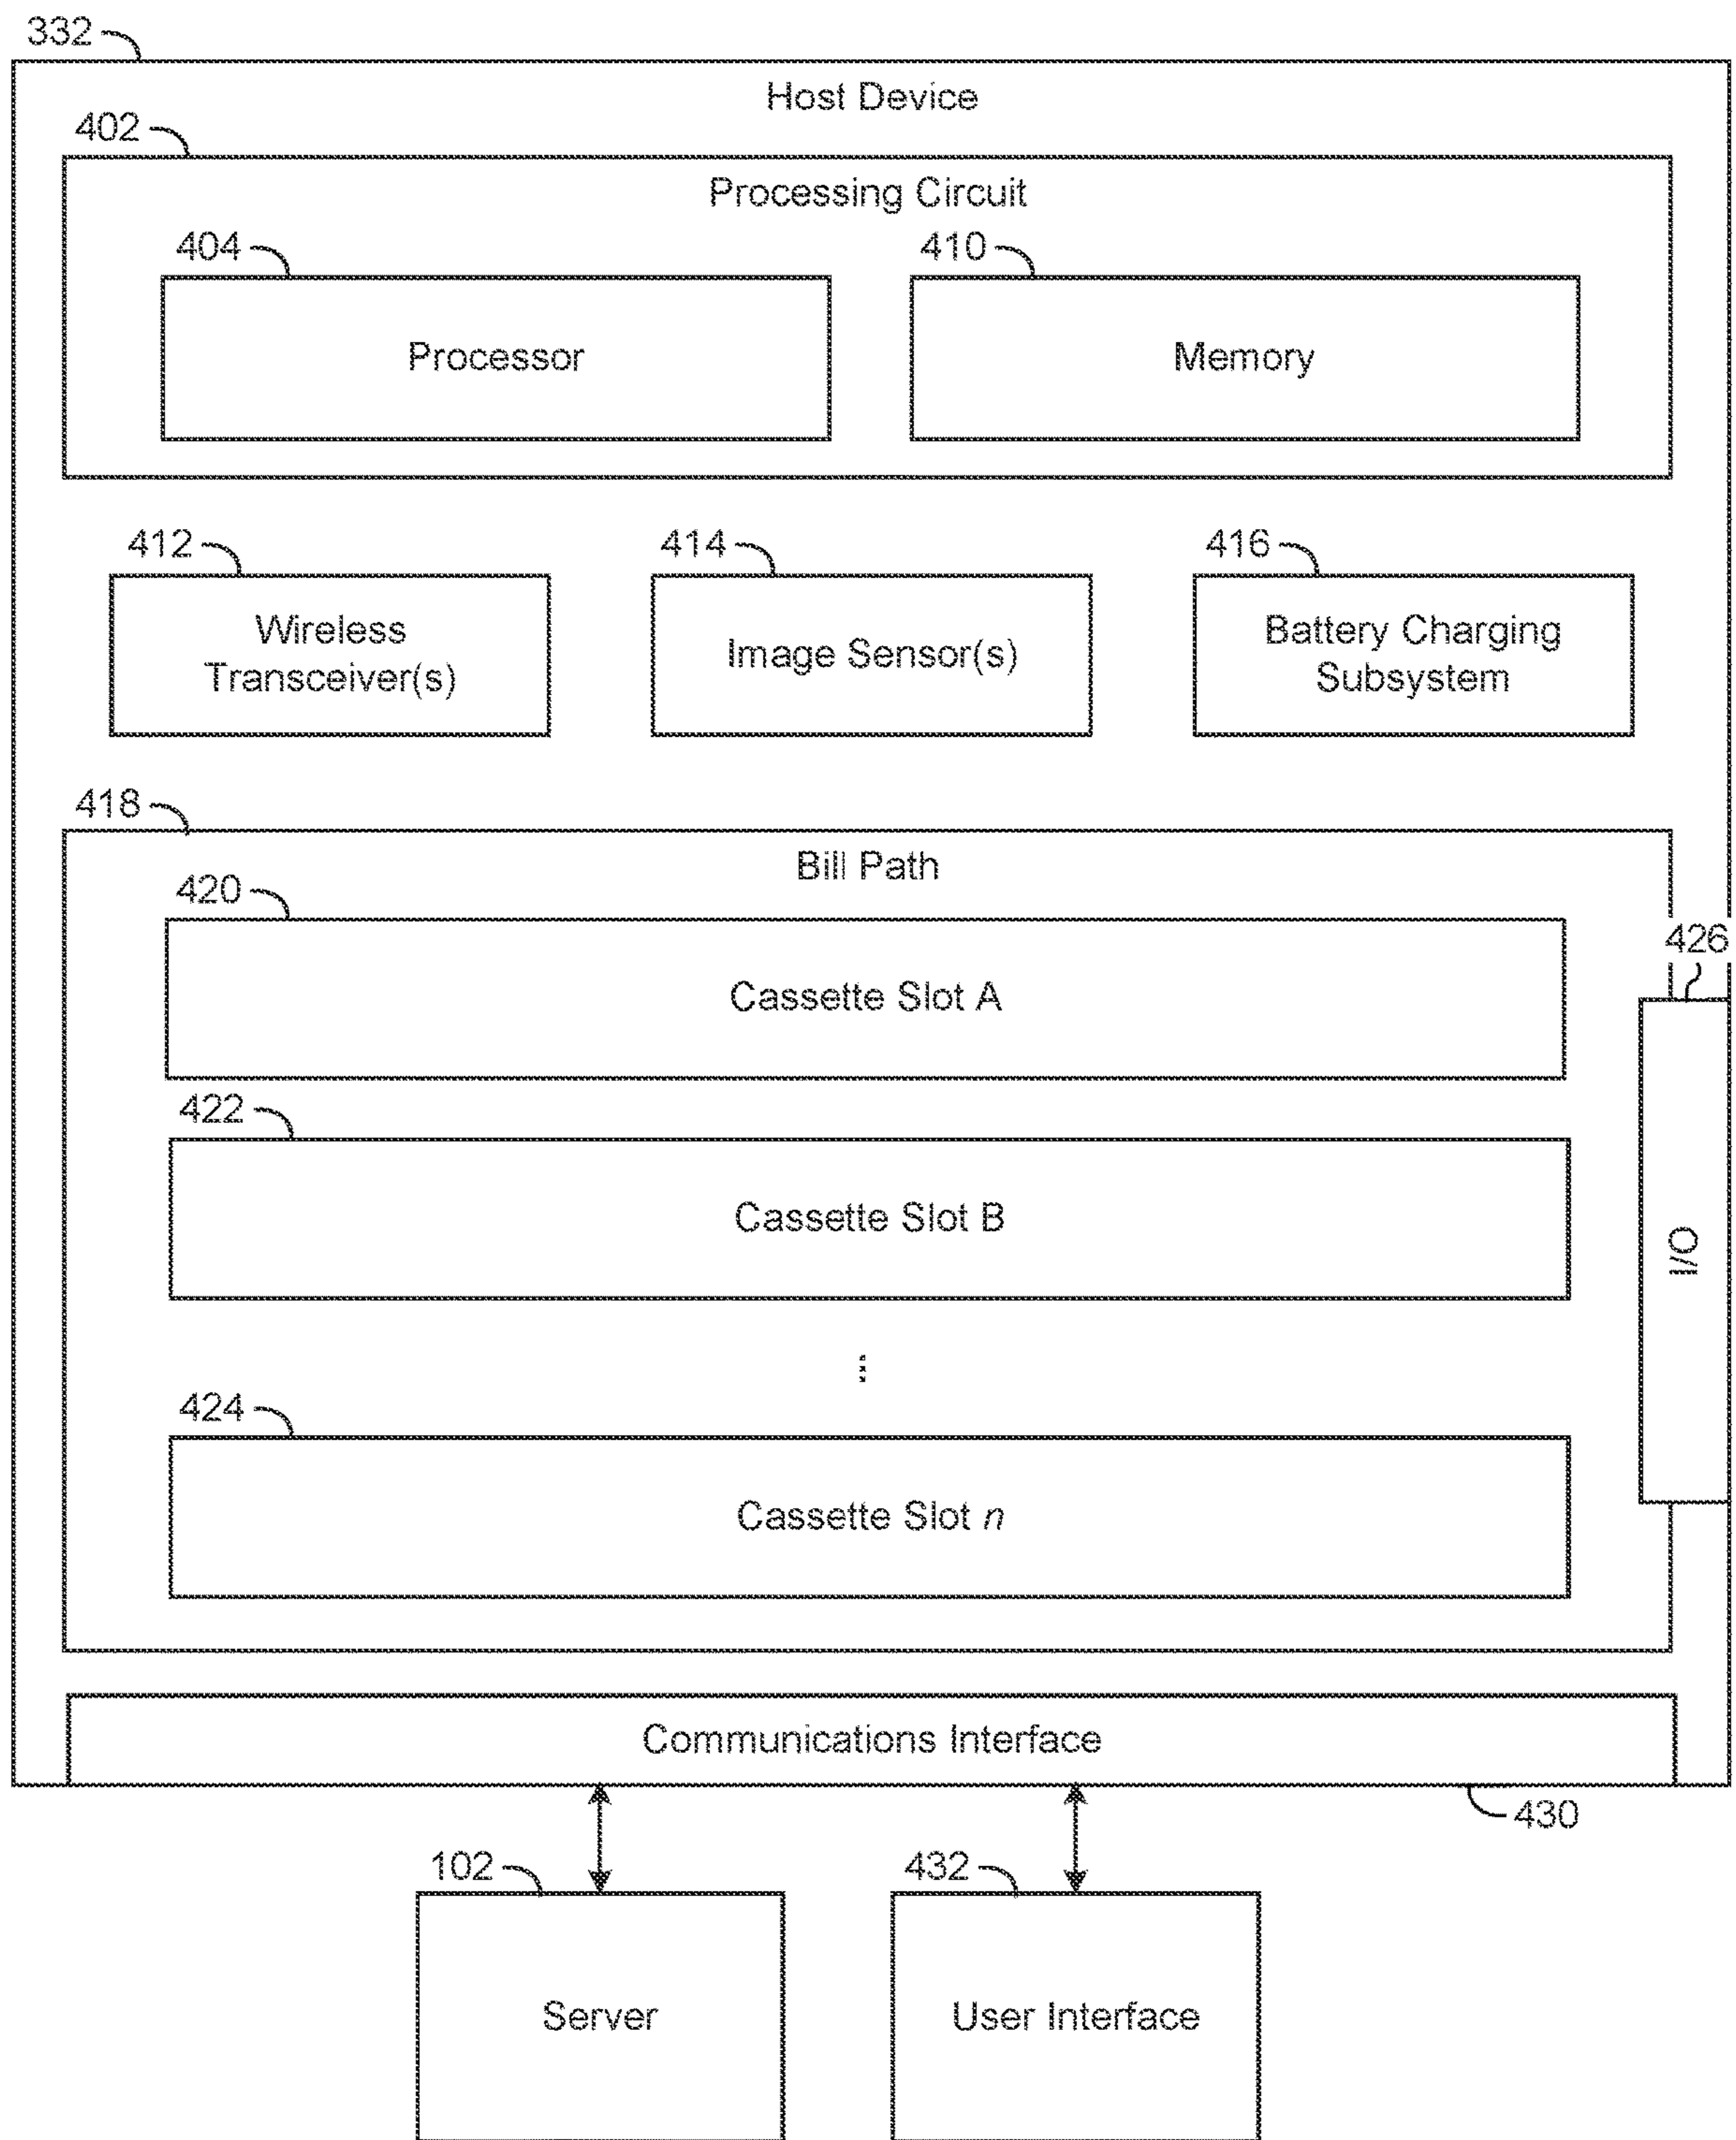 332
Host Device
402
Processing Circuit
404
410
Processor
Memory
412
414
416
Wireless
Transceiver(s)
Image Sensor(s)
Battery Charging
Subsystem
418
Bill Path
420
Cassette Slot A
426
422
Cassette Slot B
I/O
⋮
424
Cassette Slot n
Communications Interface
430
102
432
Server
User Interface